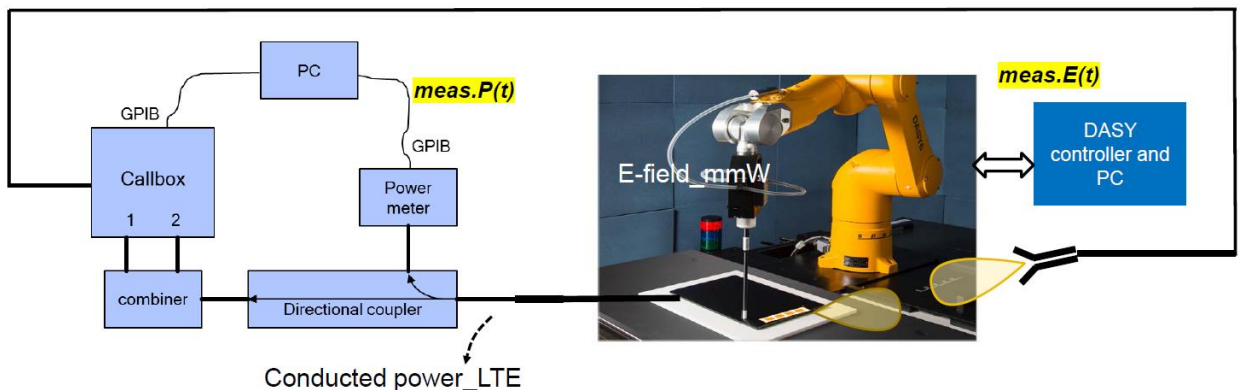 PC
meas.P(t)
meas.E(t)
GPIB
GPIB
Callbox
1 2
Power
meter
E-field_mmW
DASY6
DASY
controller and
PC
combiner
Directional coupler
Conducted power_LTE